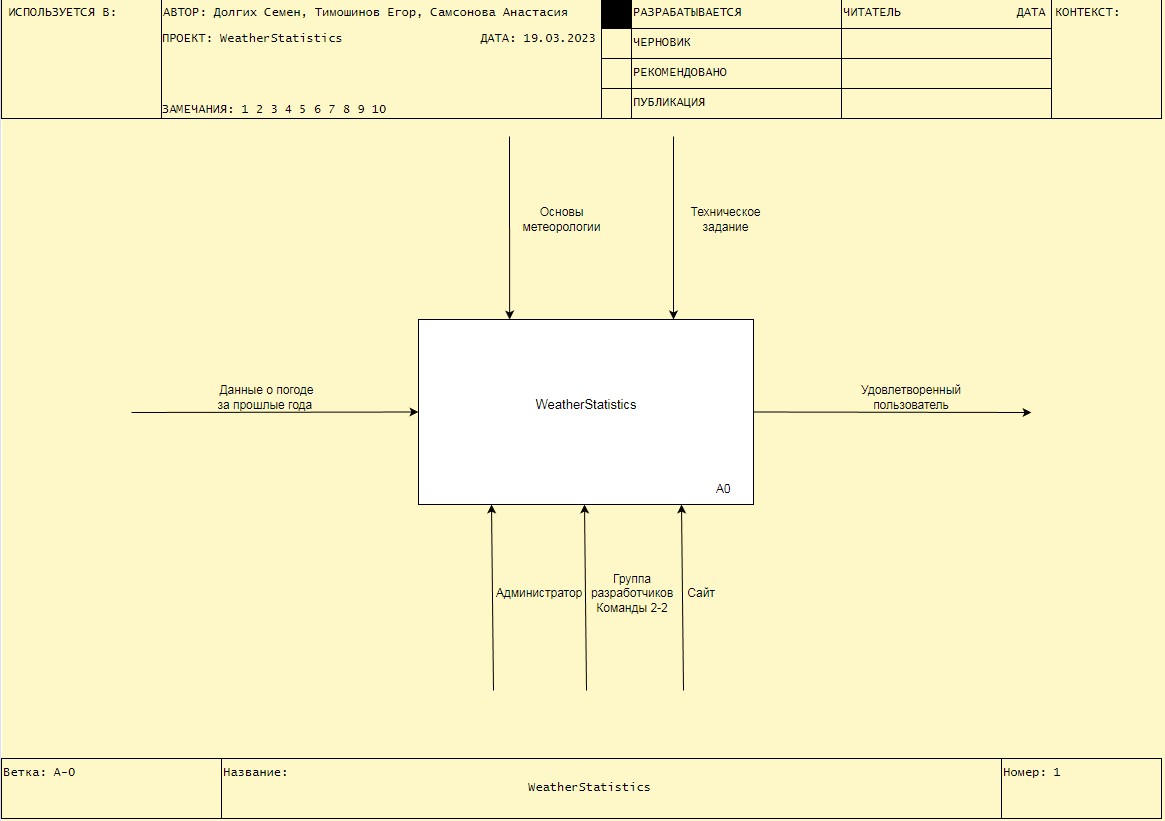 ИСПОЛЬЗУЕТСЯ В:
АВТОР: Долгих Семен, Тимошинов Егор, Самсонова Анастасия
ПРОЕКТ: WeatherStatistics
ДАТА: 19.03.2023
ЗАМЕЧАНИЯ: 1 2 3 4 5 6 7 8 9 10
РАЗРАБАТЫВАЕТСЯ
ЧЕРНОВИК
РЕКОМЕНДОВАНО
ПУБЛИКАЦИЯ
ЧИТАТЕЛЬ
ДАТА
КОНТЕКСТ:
Основы
метеорологии
Техническое
задание
Данные о погоде
за прошлые года
WeatherStatistics
A0
Удовлетворенный
пользователь
Администратор
Группа
разработчиков
Команды 2-2
Сайт
Ветка: A-0
Название:
WeatherStatistics
Номер: 1